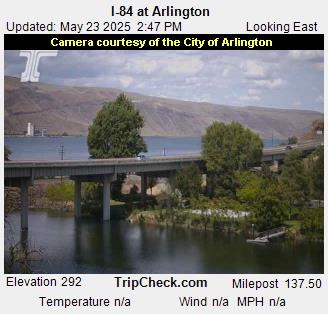 I-84 at Arlington
Updated: May 23 2025 2:47 PM Looking East
Camera courtesy of the City of Arlington
Elevation 292 TripCheck.com Milepost 137.50
Temperature n/a Wind n/a MPH n/a